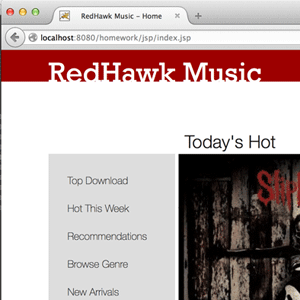 RedHawk Music - Home
localhost:8080/homework/jsp/index.jsp
RedHawk Music
Today's Hot
Top Download
Hot This Week
Recommendations
Browse Genre
New Arrivals